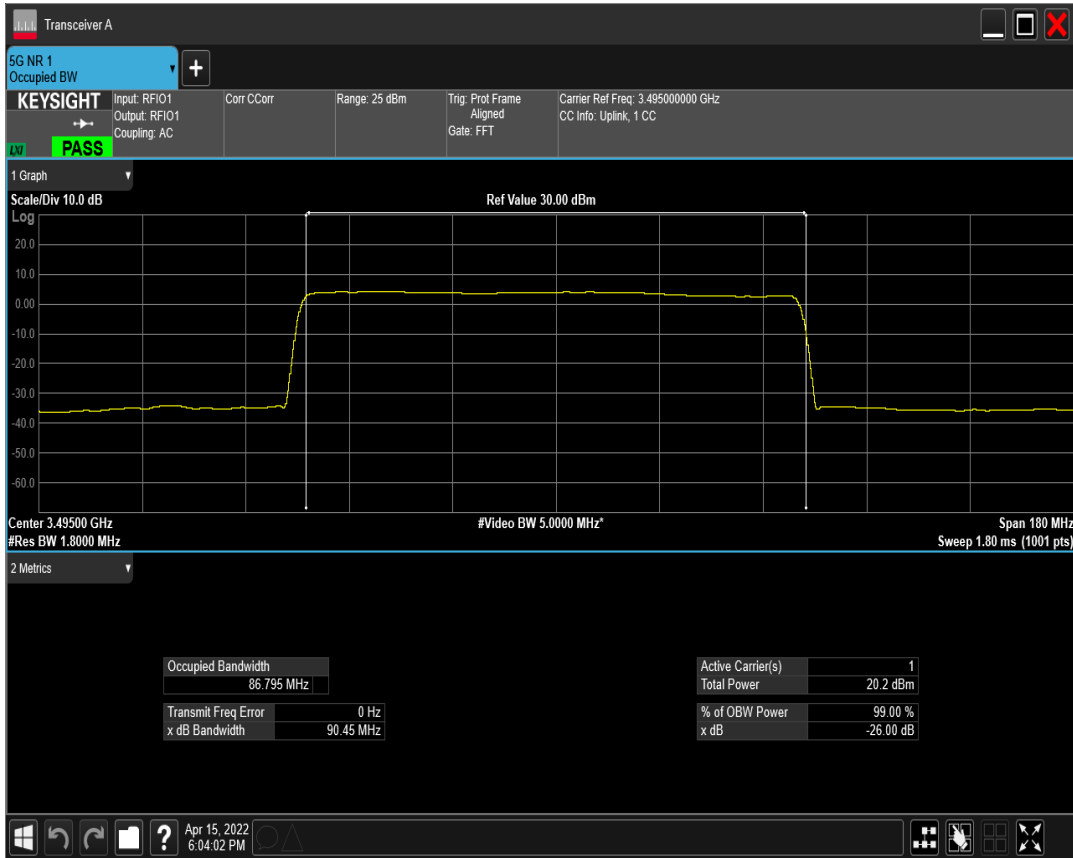 Transceiver A
5G NR 1
Occupied BW
KEYSIGHT
LXI
PASS
Input: RFIO1
Output: RFIO1
Coupling: AC
Corr CCorr
Range: 25 dBm
Trig: Prot Frame
Aligned
Gate: FFT
Carrier Ref Freq: 3.495000000 GHz
CC Info: Uplink, 1 CC
1 Graph
Scale/Div 10.0 dB
Ref Value 30.00 dBm
Log
20.0
10.0
0.00
-10.0
-20.0
-30.0
-40.0
-50.0
-60.0
Center 3.49500 GHz
#Video BW 5.0000 MHz*
Span 180 MHz
#Res BW 1.8000 MHz
Sweep 1.80 ms (1001 pts)
2 Metrics
Occupied Bandwidth
86.795 MHz
Transmit Freq Error 0 Hz
x dB Bandwidth 90.45 MHz
Active Carrier(s) 1
Total Power 20.2 dBm
% of OBW Power 99.00 %
x dB -26.00 dB
Apr 15, 2022
6:04:02 PM